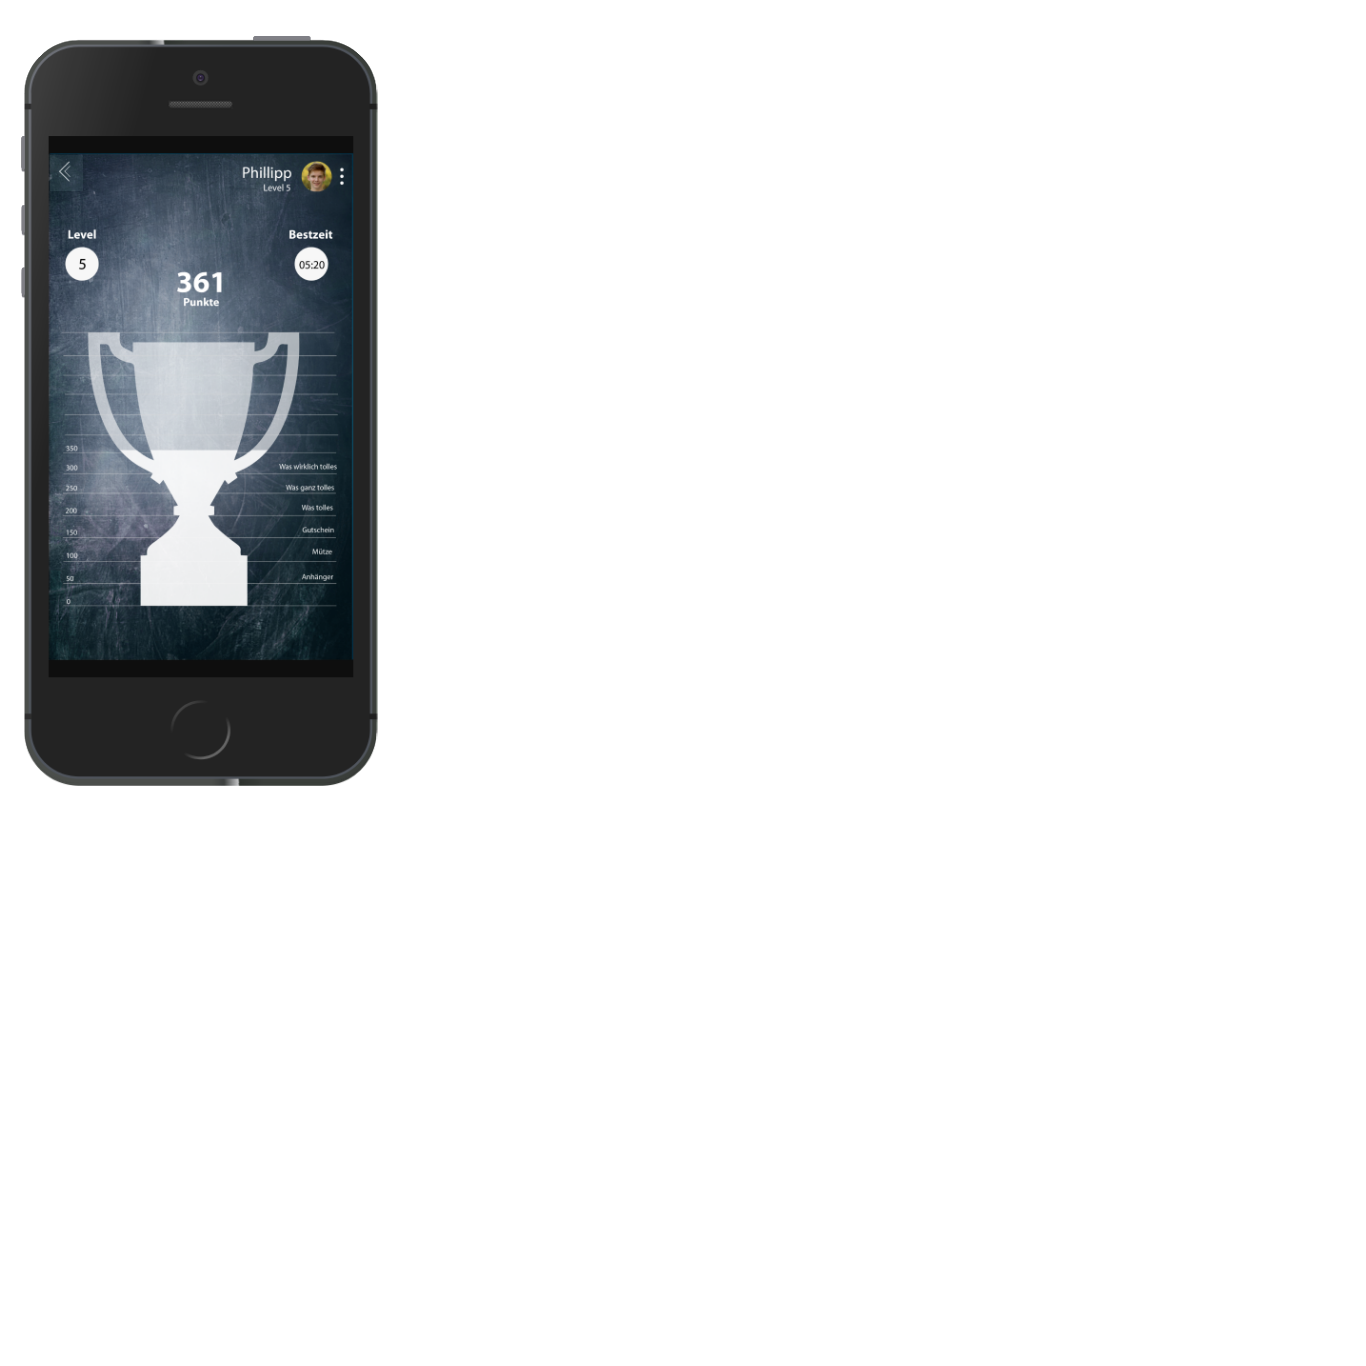 Phillipp
Level 5
Level
Bestzeit
5
05:20
361
Punkte
350
300
Was wirklich tolles
250
Was ganz tolles
200
Was tolles
150
Gutschein
100
Mütze
50
Anhänger
0